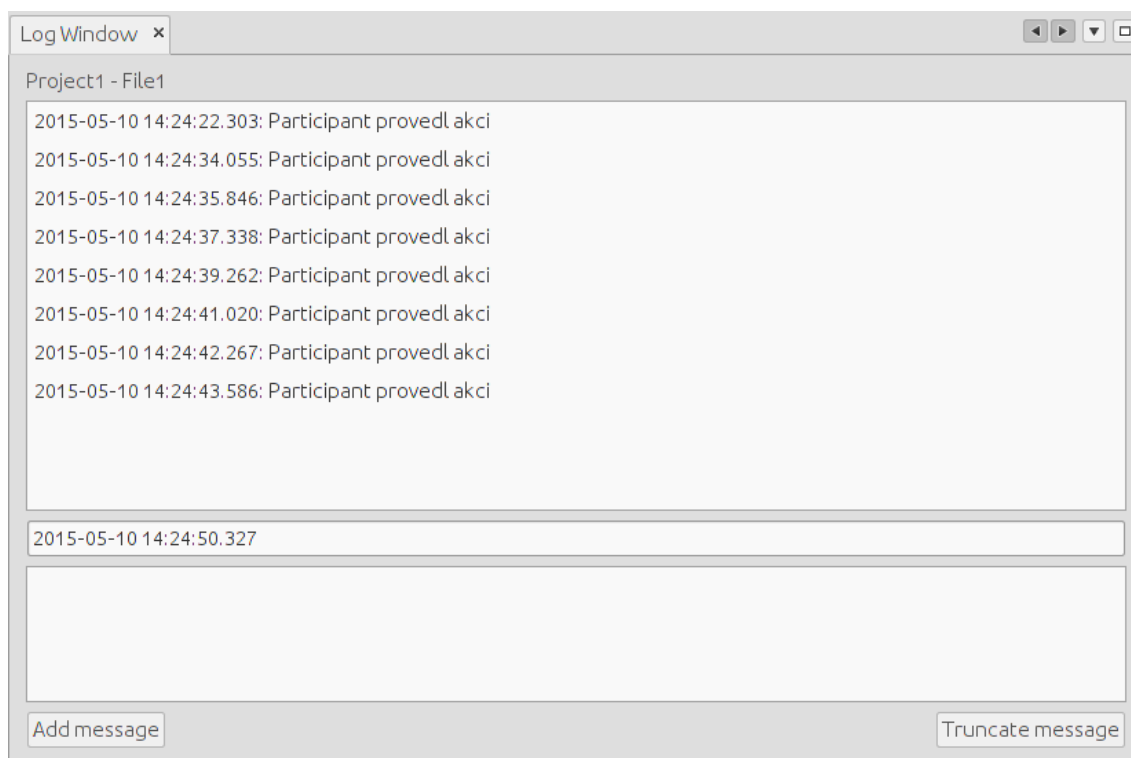 Log Window
Project1 - File1
2015-05-10 14:24:22.303: Participant provedl akci
2015-05-10 14:24:34.055: Participant provedl akci
2015-05-10 14:24:35.846: Participant provedl akci
2015-05-10 14:24:37.338: Participant provedl akci
2015-05-10 14:24:39.262: Participant provedl akci
2015-05-10 14:24:41.020: Participant provedl akci
2015-05-10 14:24:42.267: Participant provedl akci
2015-05-10 14:24:43.586: Participant provedl akci
2015-05-10 14:24:50.327
Add message Truncate message